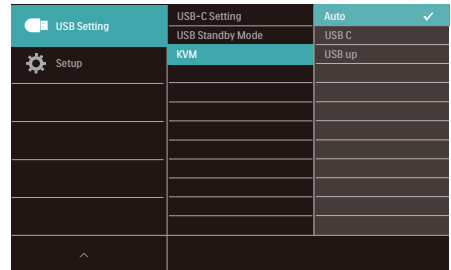 USB Setting
Setup
USB-C Setting
USB Standby Mode
KVM
Auto
USB C
USB up